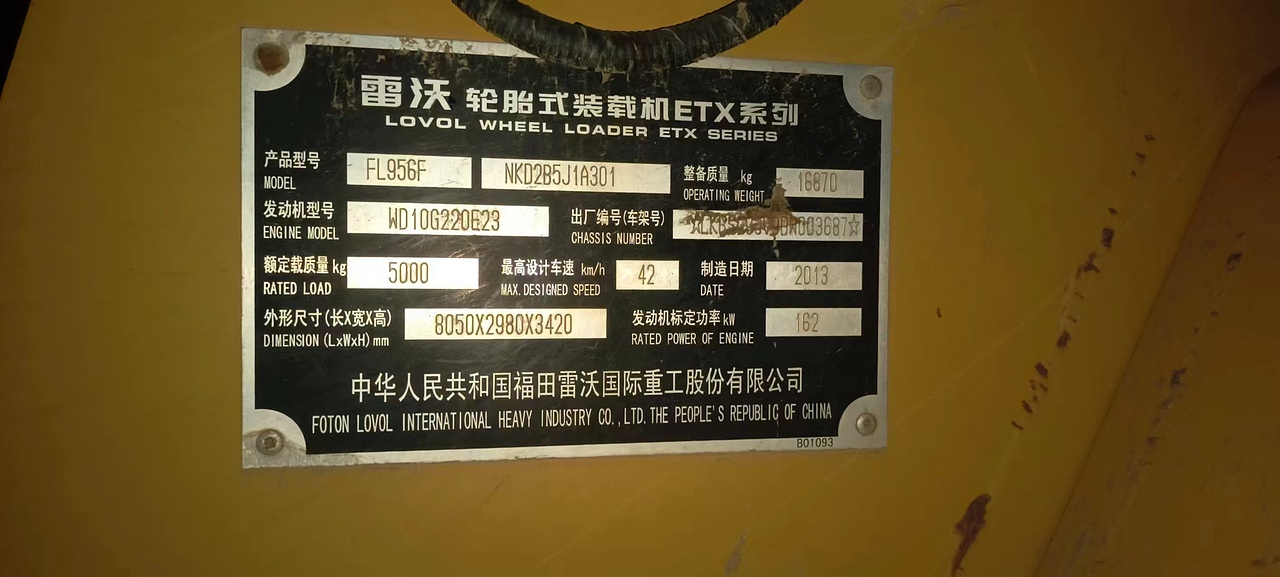 雷沃 轮胎式装载机ETX系列
LOVOL WHEEL LOADER ETX SERIES
产品型号 FL956F NKD2B5J1A301 整备质量 kg 16870
MODEL OPERATING WEIGHT
发动机型号 WD10G220E23 出厂编号(车架号)
ENGINE MODEL CHASSIS NUMBER
额定载质量 kg 5000 最高设计车速 km/h 42 制造日期 2013
RATED LOAD MAX.DESIGNED SPEED DATE
外形尺寸(长X宽X高) 8050X2980X3420 发动机标定功率 kW 162
DIMENSION (LxWxH) mm RATED POWER OF ENGINE
中华人民共和国福田雷沃国际重工股份有限公司
FOTON LOVOL INTERNATIONAL HEAVY INDUSTRY CO.,LTD.THE PEOPLE'S REPUBLIC OF CHINA
B01093